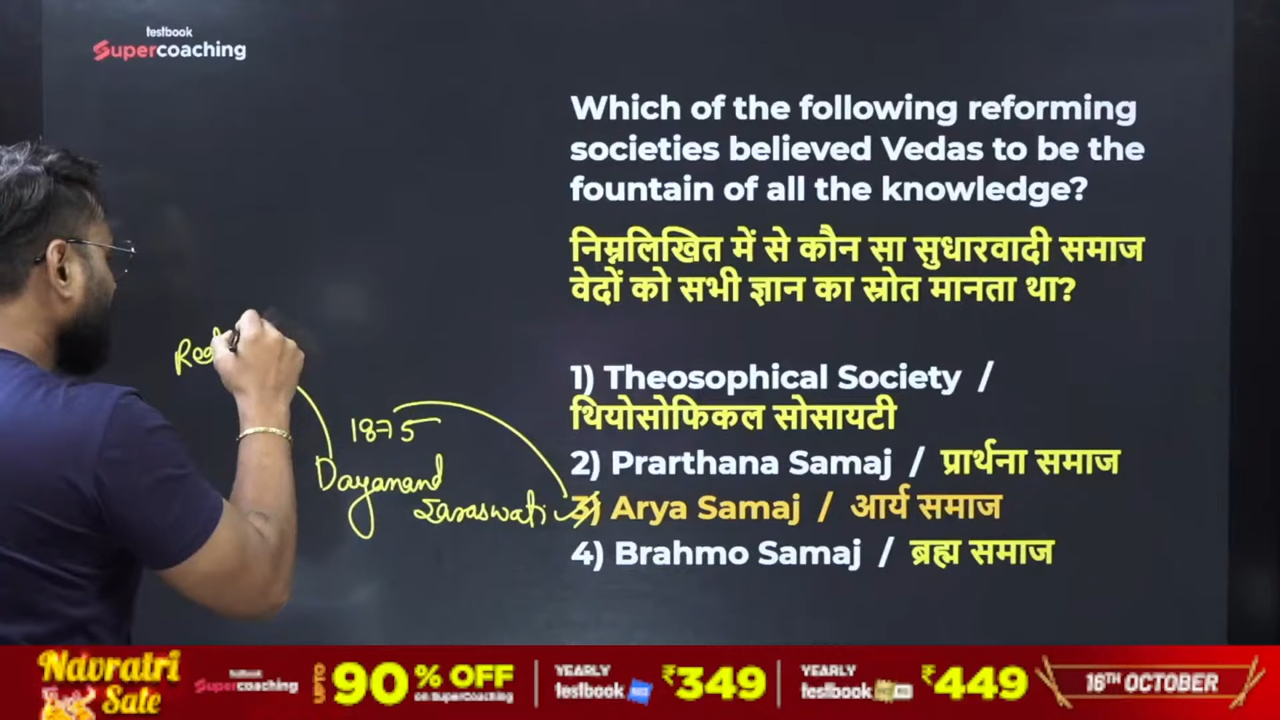 testbook
Supercoaching
Which of the following reforming
societies believed Vedas to be the
fountain of all the knowledge?
निम्नलिखित में से कौन सा सुधारवादी समाज
वेदों को सभी ज्ञान का स्रोत मानता था?
1) Theosophical Society /
थियोसोफिकल सोसायटी
2) Prarthana Samaj / प्रार्थना समाज
3) Arya Samaj / आर्य समाज
4) Brahmo Samaj / ब्रह्म समाज
1875
Dayanand
Saraswati
Navratri
Sale
testbook
Supercoaching
UPTO 90% OFF
on SuperCoaching
YEARLY
testbook
₹349
YEARLY
testbook
₹449
16TH OCTOBER